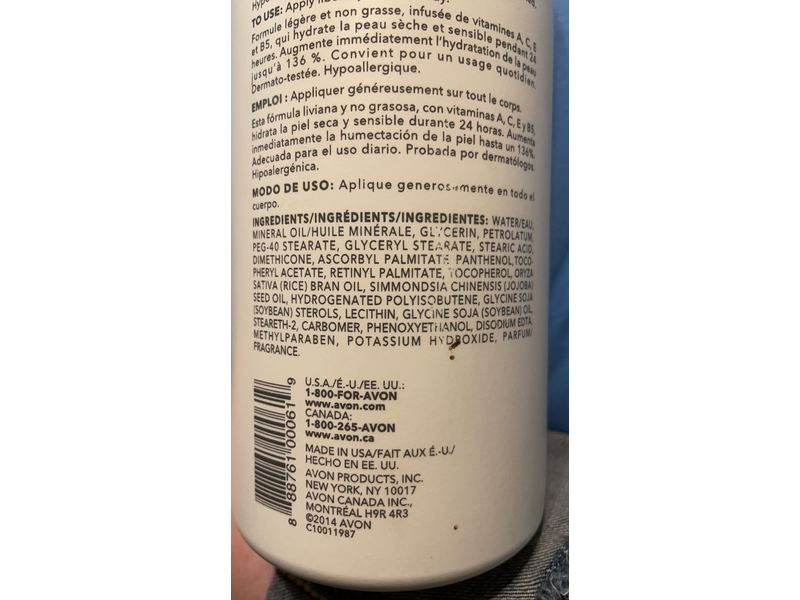 TO USE: Apply
Formule légère et non grasse, infusée de vitamines A, C, E
et B5, qui hydrate la peau sèche et sensible pendant 24
heures. Augmente immédiatement l'hydratation de la peau
jusqu'à 136 %. Convient pour un usage quotidien.
Dermato-testée. Hypoallergique.
EMPLOI : Appliquer généreusement sur tout le corps.
Esta fórmula liviana y no grasosa, con vitaminas A, C, E y B5,
hidrata la piel seca y sensible durante 24 horas. Aumenta
inmediatamente la humectación de la piel hasta un 136%.
Adecuada para el uso diario. Probada por dermatólogos.
Hipoalergénica.
MODO DE USO: Aplique generosamente en todo el
cuerpo.
INGREDIENTS/INGRÉDIENTS/INGREDIENTES: WATER/EAU,
MINERAL OIL/HUILE MINÉRALE, GLYCERIN, PETROLATUM,
PEG-40 STEARATE, GLYCERYL STEARATE, STEARIC ACID,
DIMETHICONE, ASCORBYL PALMITATE, PANTHENOL,TOCO-
PHERYL ACETATE, RETINYL PALMITATE, TOCOPHEROL, ORYZA
SATIVA (RICE) BRAN OIL, SIMMONDSIA CHINENSIS (JOJOBA)
SEED OIL, HYDROGENATED POLYISOBUTENE, GLYCINE SOJA
(SOYBEAN) STEROLS, LECITHIN, GLYCINE SOJA (SOYBEAN) OIL,
STEARETH-2, CARBOMER, PHENOXYETHANOL, DISODIUM EDTA,
METHYLPARABEN, POTASSIUM HYDROXIDE, PARFUM/
FRAGRANCE.
U.S.A./É.-U./EE. UU.:
1-800-FOR-AVON
www.avon.com
CANADA:
1-800-265-AVON
www.avon.ca
MADE IN USA/FAIT AUX É.-U./
HECHO EN EE. UU.
AVON PRODUCTS, INC.
NEW YORK, NY 10017
AVON CANADA INC.,
MONTRÉAL H9R 4R3
©2014 AVON
C10011987
8 88761 00061 9